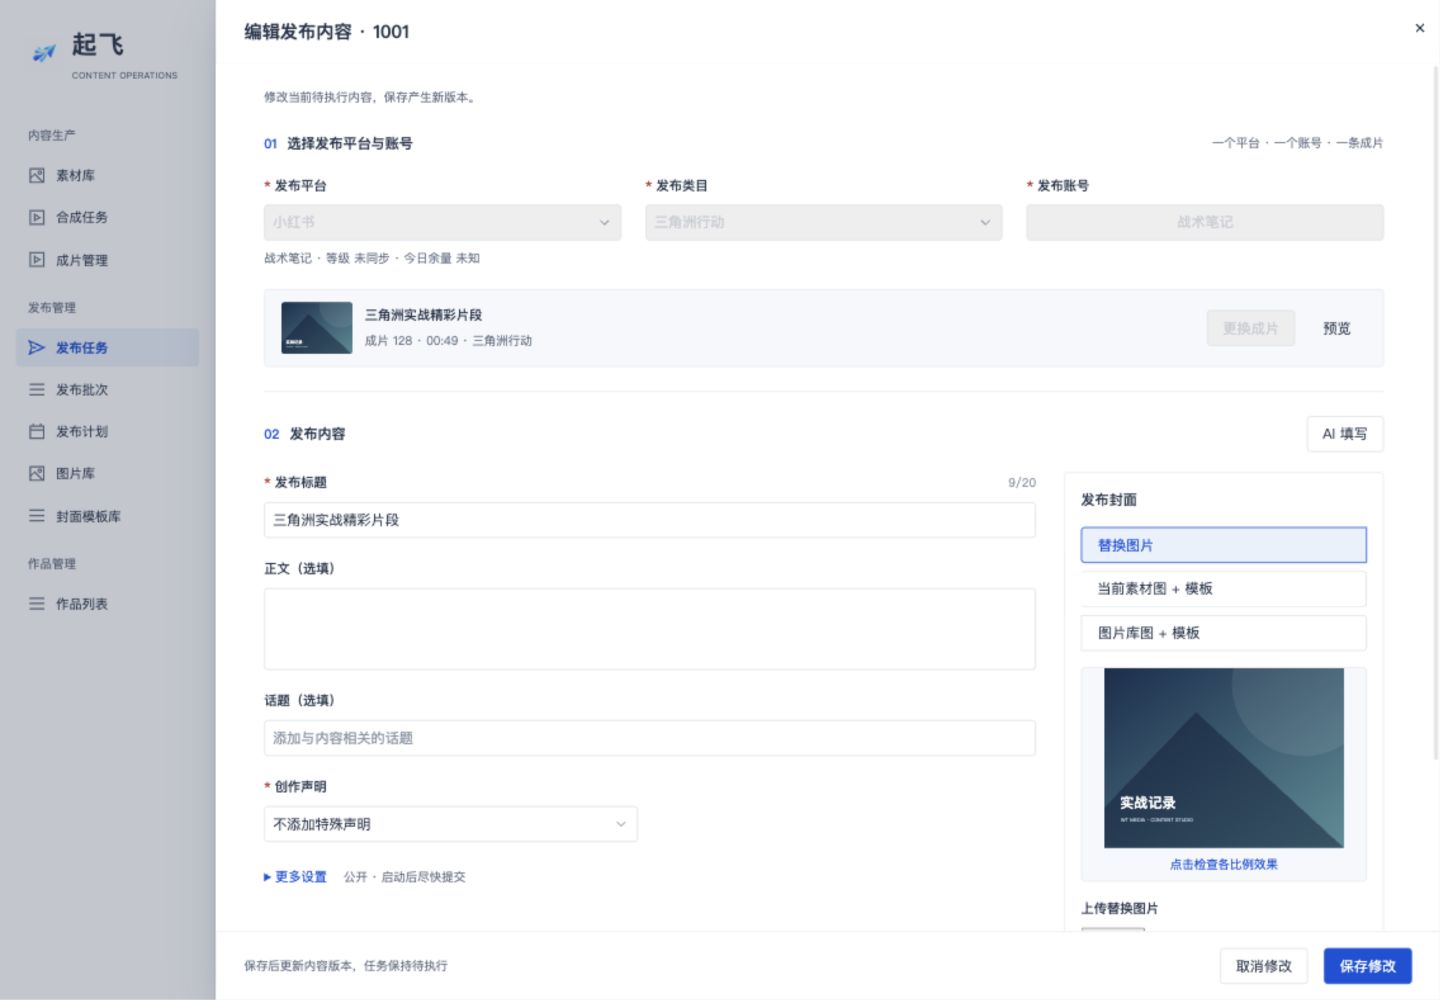 起飞
CONTENT OPERATIONS
内容生产
素材库
合成任务
成片管理
发布管理
发布任务
发布批次
发布计划
图片库
封面模板库
作品管理
作品列表
编辑发布内容 · 1001
×
修改当前待执行内容，保存产生新版本。
01 选择发布平台与账号
一个平台 · 一个账号 · 一条成片
* 发布平台
* 发布类目
* 发布账号
小红书
三角洲行动
战术笔记
战术笔记 · 等级 未同步 · 今日余量 未知
三角洲实战精彩片段
成片 128 · 00:49 · 三角洲行动
更换成片
预览
02 发布内容
AI 填写
* 发布标题
9/20
三角洲实战精彩片段
正文（选填）
话题（选填）
添加与内容相关的话题
* 创作声明
不添加特殊声明
更多设置
公开 · 启动后尽快提交
发布封面
替换图片
当前素材图 + 模板
图片库图 + 模板
实战记录
点击检查各比例效果
上传替换图片
保存后更新内容版本，任务保持待执行
取消修改
保存修改